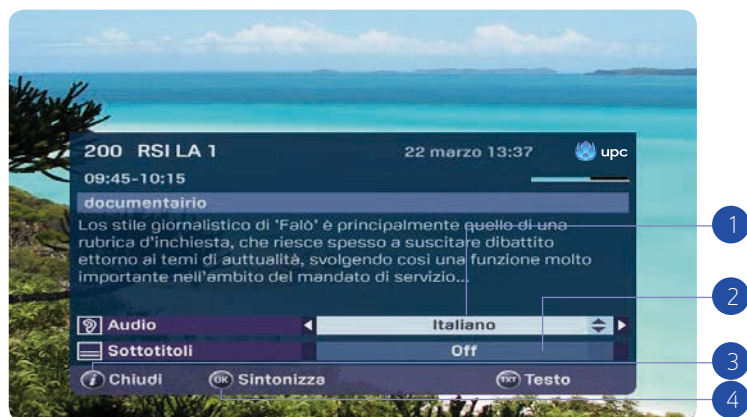 200 RSI LA 1 22 marzo 13:37 upc
09:45-10:15
documentairio
Los stile giornalistico di 'Falò' è principalmente quello di una
rubrica d'inchiesta, che riesce spesso a suscitare dibattito
ettorno ai temi di auttualità, svolgendo cosi una funzione molto
importante nell'ambito del mandato di servizio...
Audio Italiano
Sottotitoli Off
i Chiudi OK Sintonizza TXT Testo
1
2
3
4